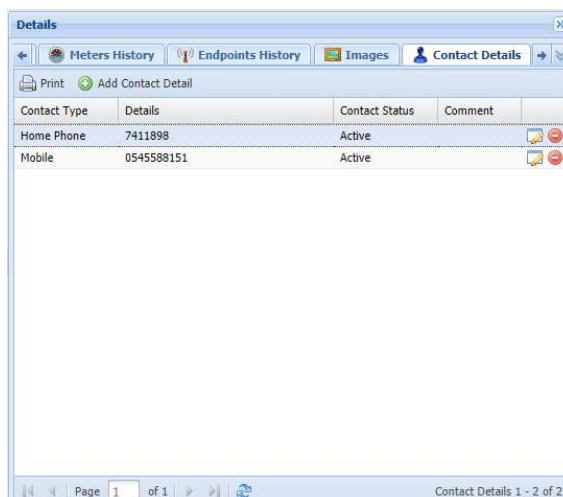 Details
Meters History Endpoints History Images Contact Details
Print Add Contact Detail
Contact Type Details Contact Status Comment
Home Phone 7411898 Active
Mobile 0545588151 Active
Page 1 of 1 Contact Details 1 - 2 of 2